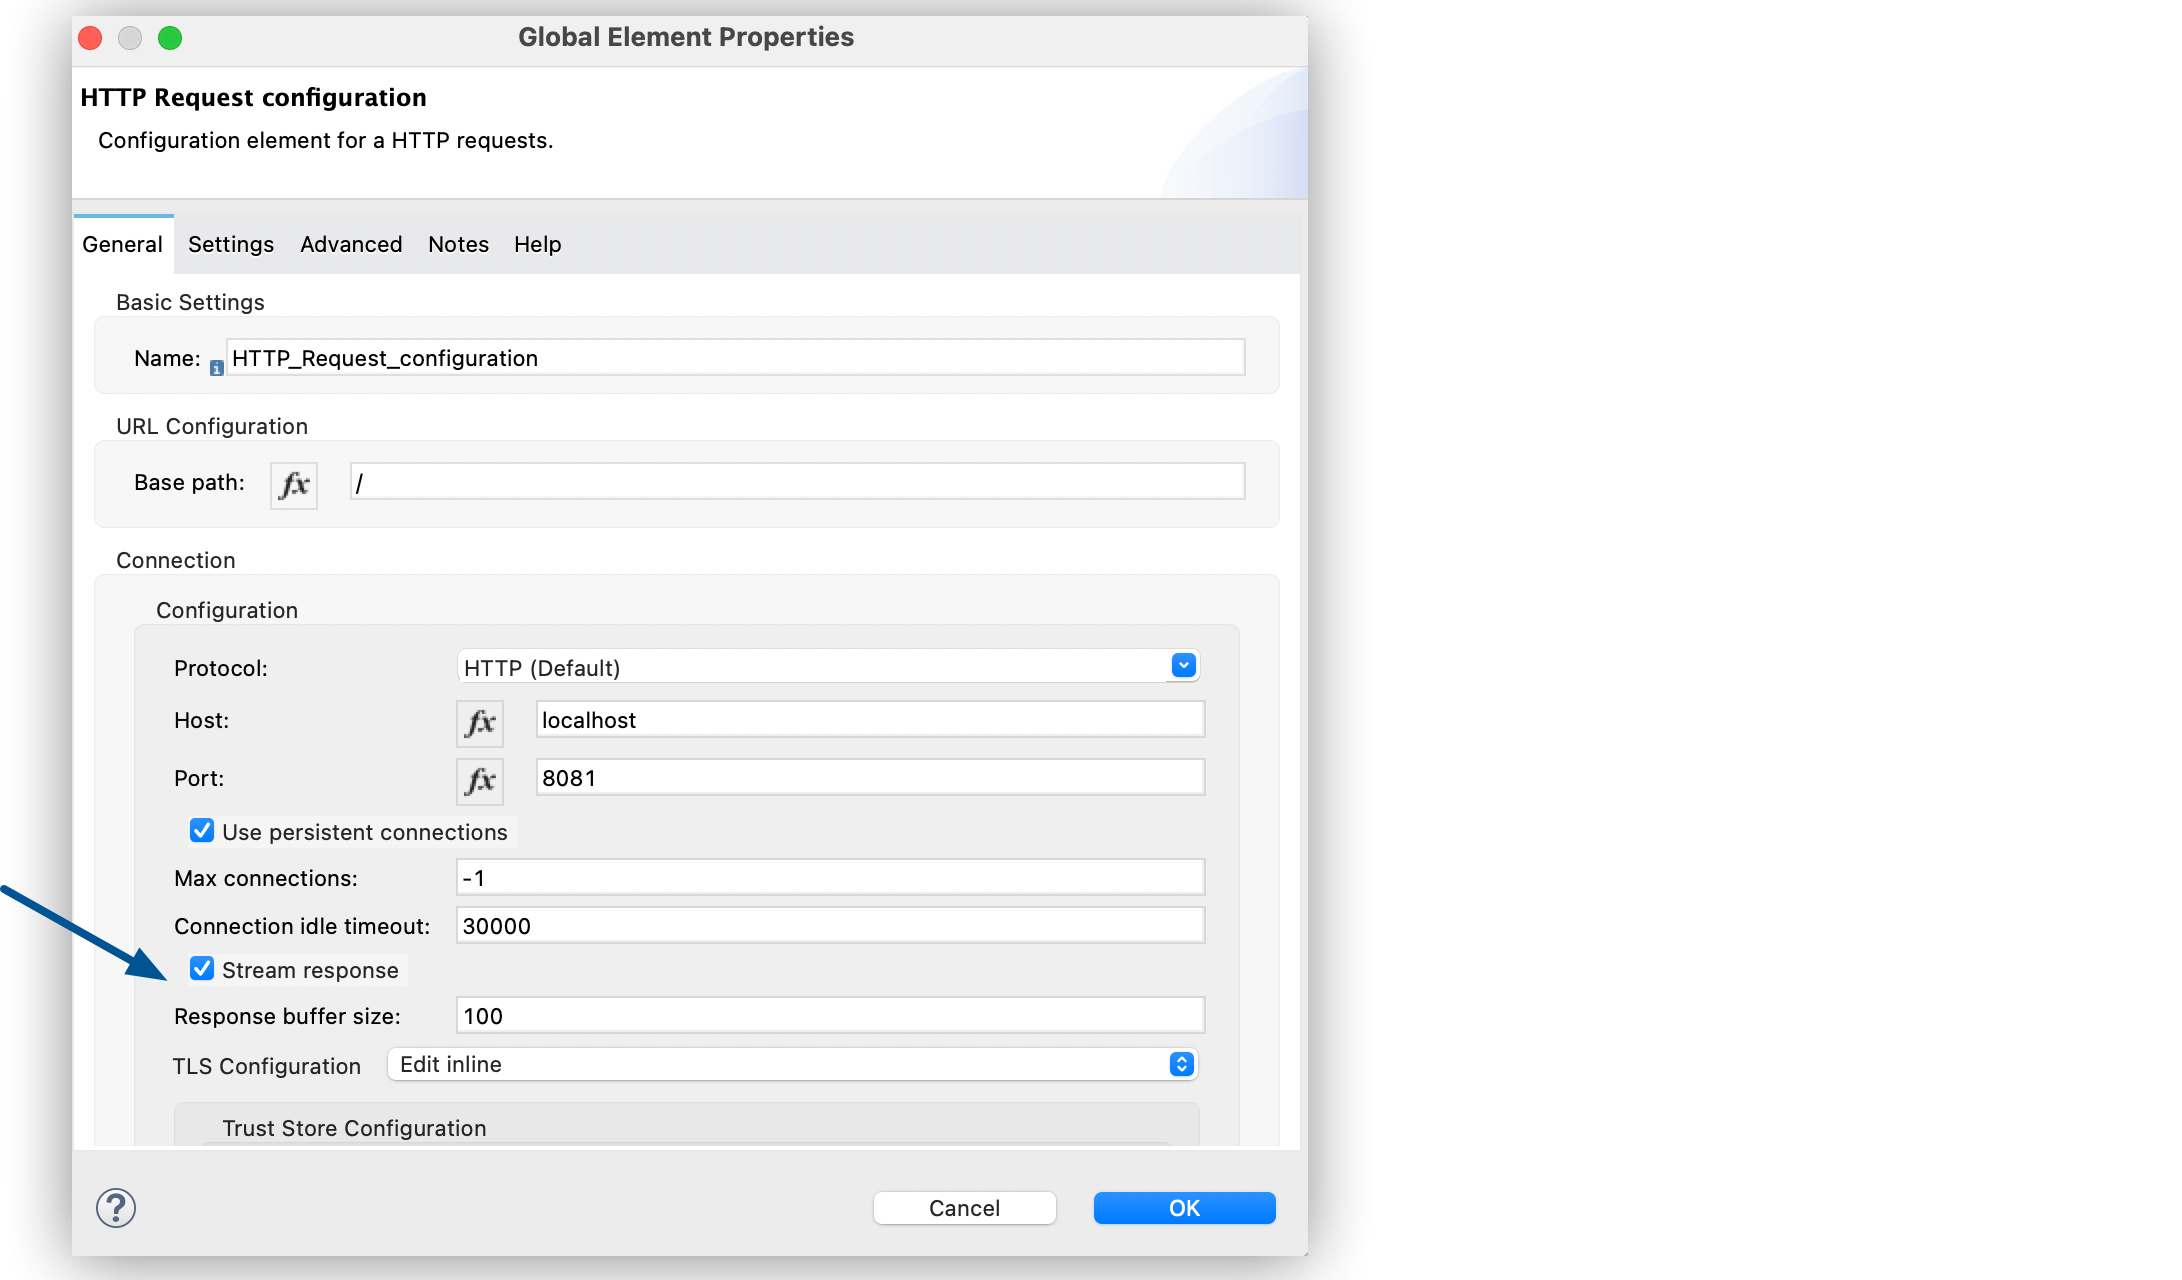 Global Element Properties
HTTP Request configuration
Configuration element for a HTTP requests.
General Settings Advanced Notes Help
Basic Settings
Name: i HTTP_Request_configuration
URL Configuration
Base path: fx /
Connection
Configuration
Protocol: HTTP (Default)
Host: fx localhost
Port: fx 8081
Use persistent connections
Max connections: -1
Connection idle timeout: 30000
Stream response
Response buffer size: 100
TLS Configuration Edit inline
Trust Store Configuration
? Cancel OK